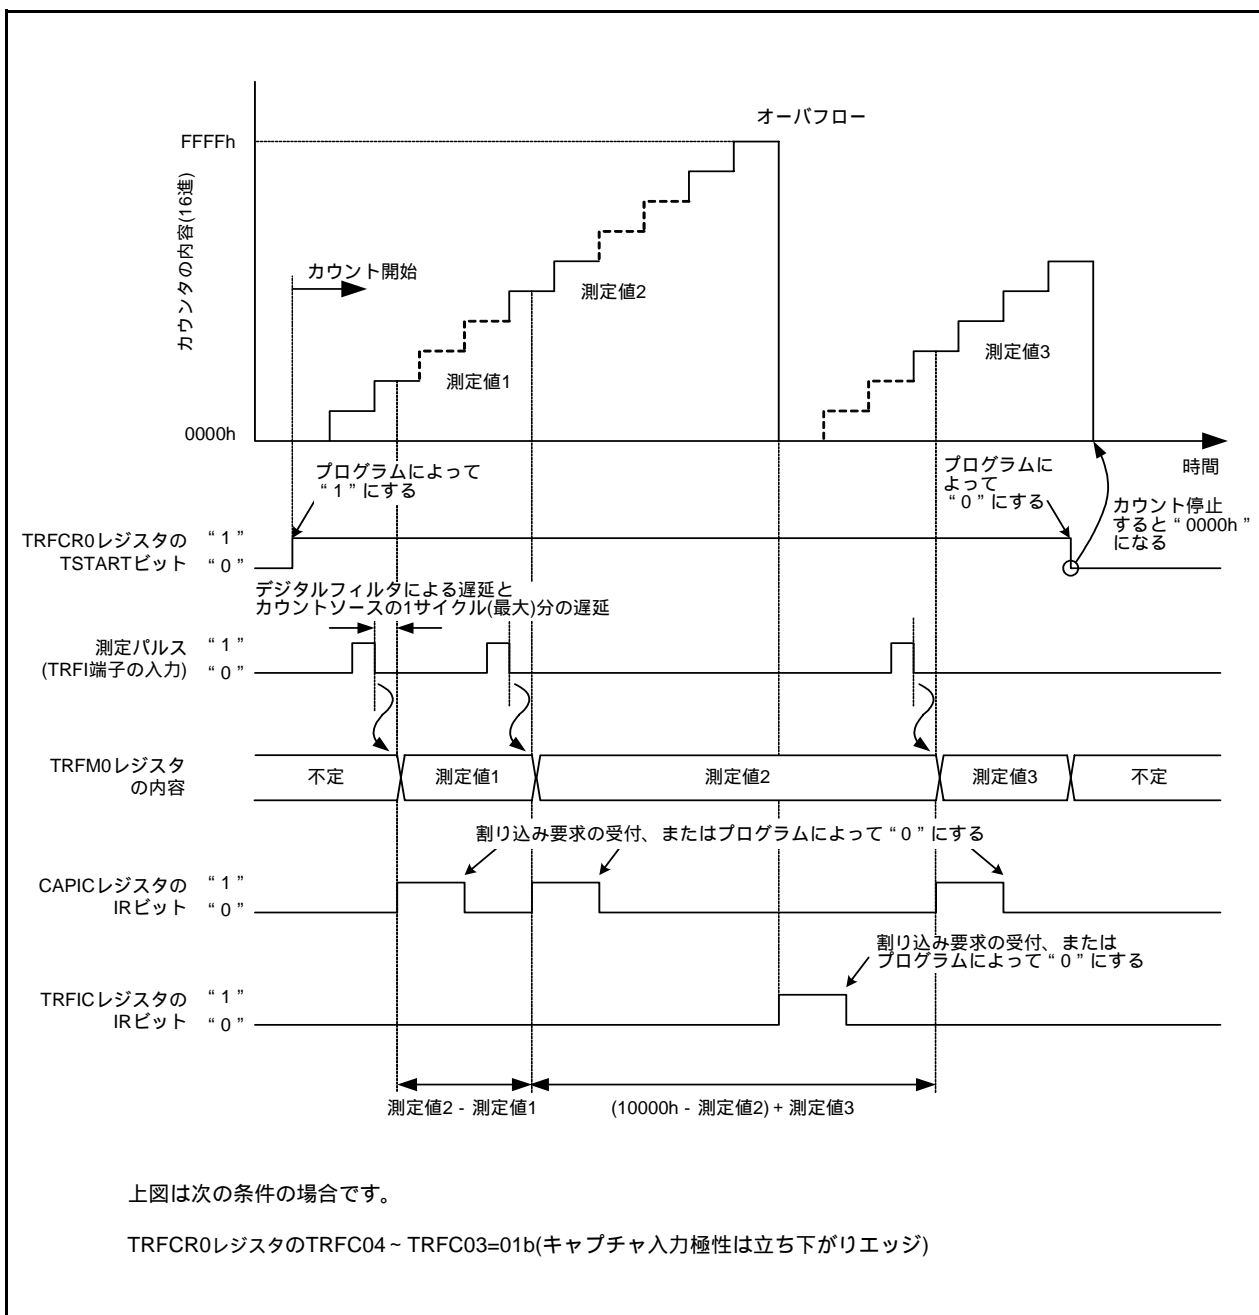 オーバフロー
FFFFh
カウンタの内容(16進)
カウント開始
測定値2
測定値1
測定値3
0000h
時間
プログラムによって
“ 1 ” にする
プログラムに
よって
“ 0 ” にする
カウント停止
すると “ 0000h ”
になる
TRFCR0レジスタの
TSTARTビット
“ 1 ”
“ 0 ”
デジタルフィルタによる遅延と
カウントソースの1サイクル(最大)分の遅延
測定パルス
(TRFI端子の入力)
“ 1 ”
“ 0 ”
TRFM0レジスタ
の内容
不定
測定値1
測定値2
測定値3
不定
割り込み要求の受付、またはプログラムによって “ 0 ” にする
CAPICレジスタの
IRビット
“ 1 ”
“ 0 ”
割り込み要求の受付、または
プログラムによって “ 0 ” にする
TRFICレジスタの
IRビット
“ 1 ”
“ 0 ”
測定値2 - 測定値1
(10000h - 測定値2) + 測定値3
上図は次の条件の場合です。
TRFCR0レジスタのTRFC04 ~ TRFC03=01b(キャプチャ入力極性は立ち下がりエッジ)